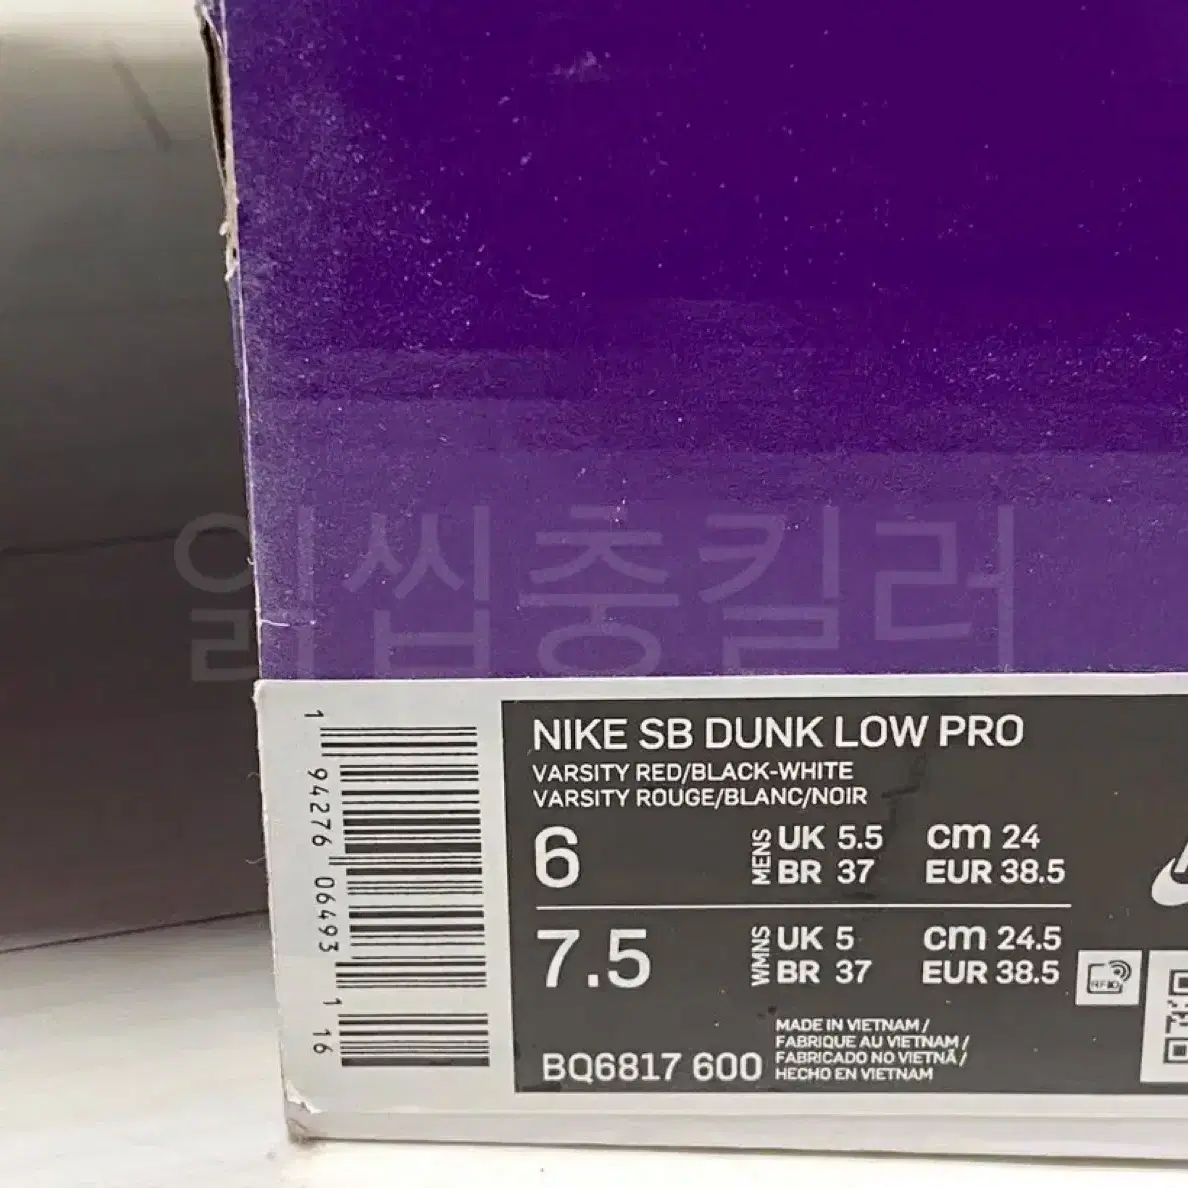 읽씹충킬러
NIKE SB DUNK LOW PRO
VARSITY RED/BLACK-WHITE
VARSITY ROUGE/BLANC/NOIR
6 MENS UK 5.5 cm 24
BR 37 EUR 38.5
7.5 WMNS UK 5 cm 24.5
BR 37 EUR 38.5
RFID
MADE IN VIETNAM /
FABRIQUE AU VIETNAM /
FABRICADO NO VIETNÃ /
HECHO EN VIETNAM
BQ6817 600
1 94276 06493 1 16